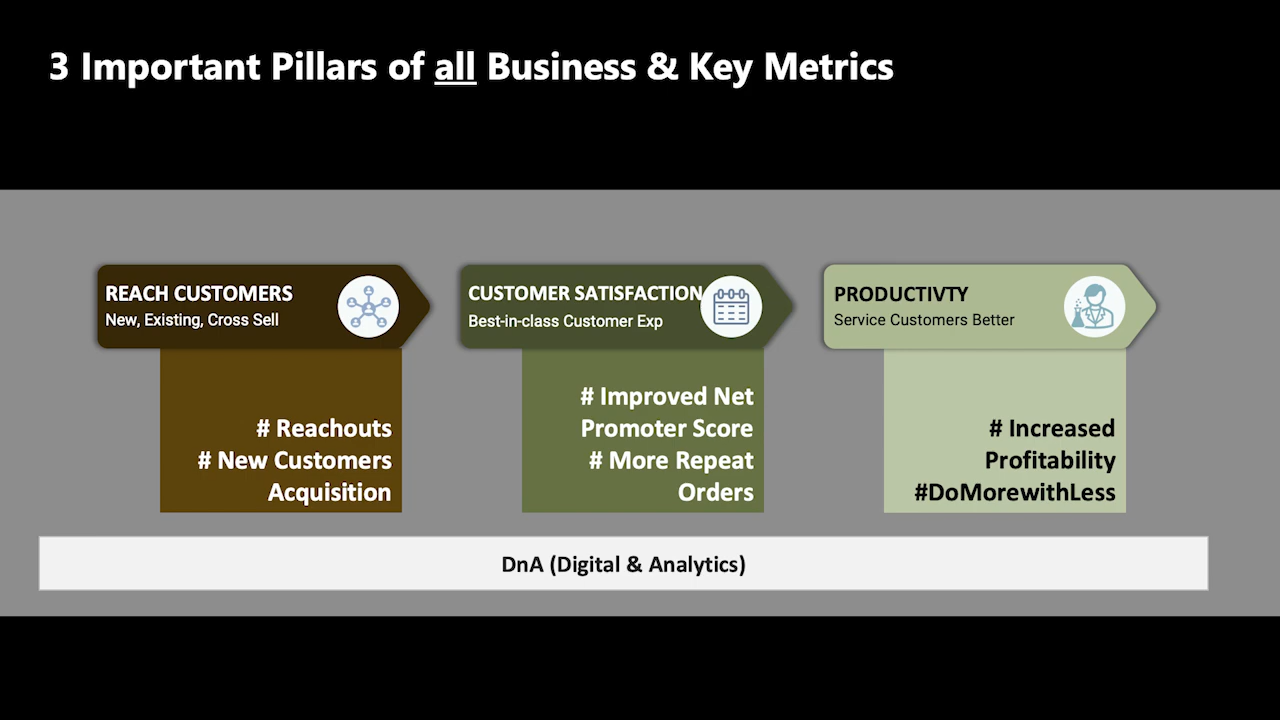 3 Important Pillars of all Business & Key Metrics
REACH CUSTOMERS
New, Existing, Cross Sell
# Reachouts
# New Customers
Acquisition
CUSTOMER SATISFACTION
Best-in-class Customer Exp
# Improved Net
Promoter Score
# More Repeat
Orders
PRODUCTIVTY
Service Customers Better
# Increased
Profitability
#DoMorewithLess
DnA (Digital & Analytics)